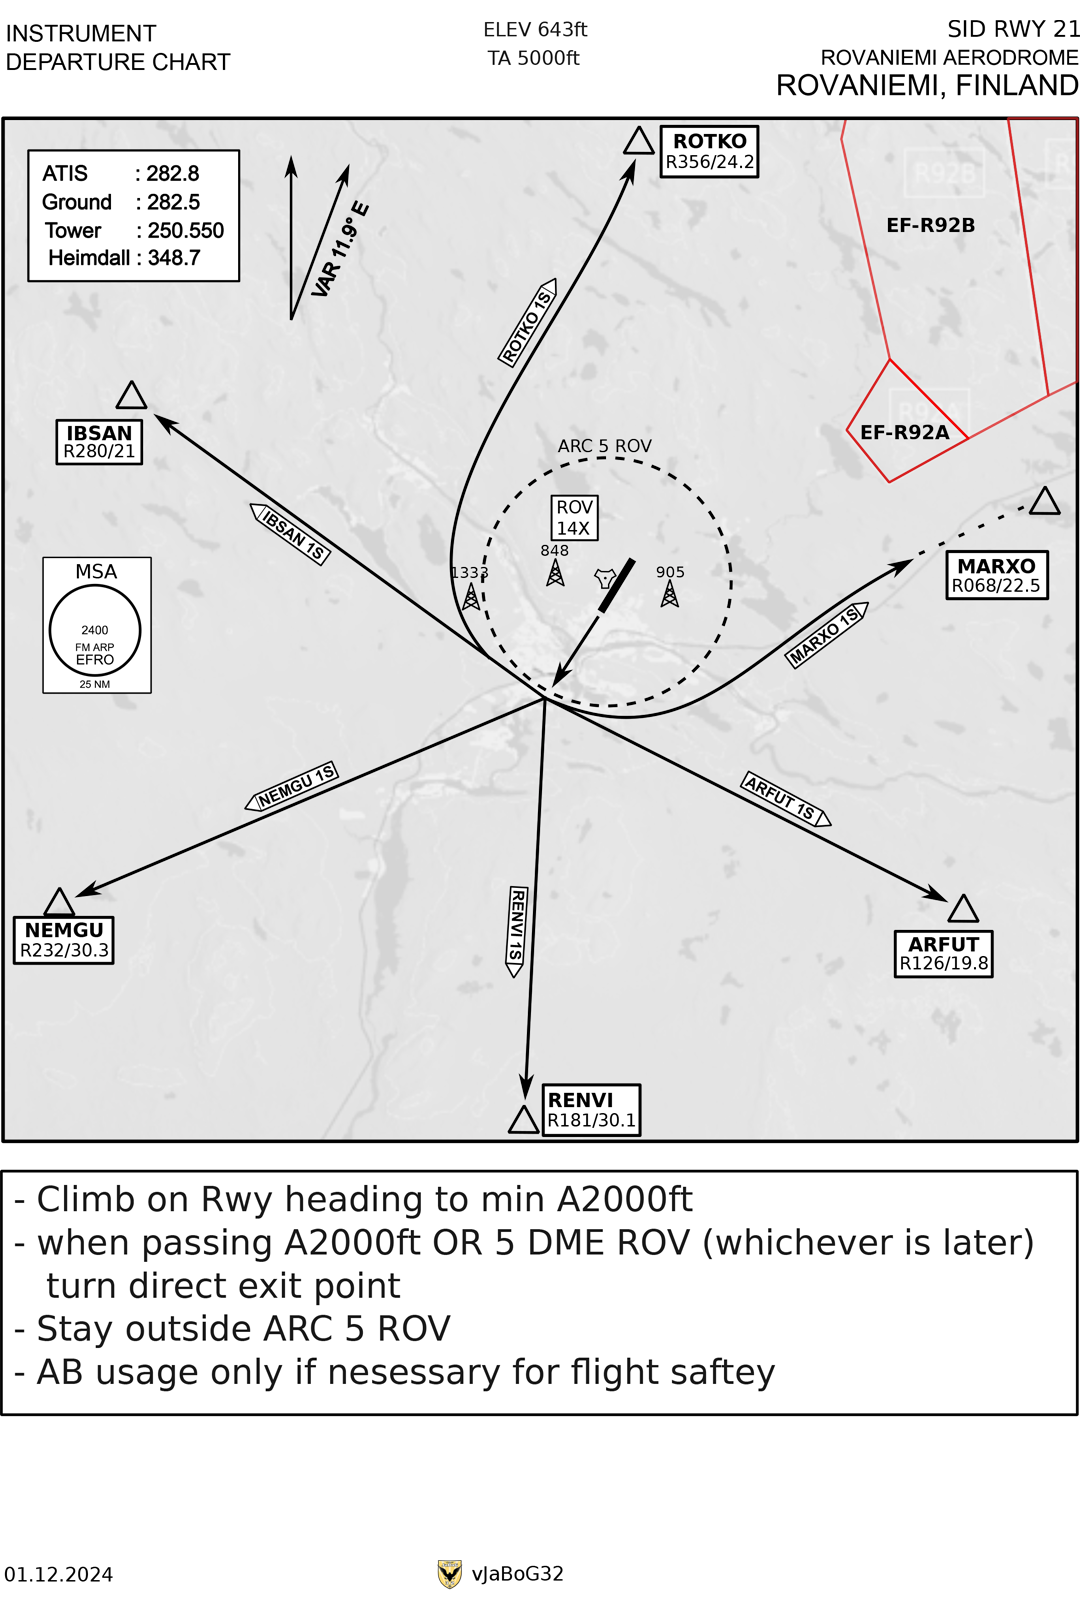 INSTRUMENT
DEPARTURE CHART
ELEV 643ft
TA 5000ft
SID RWY 21
ROVANIEMI AERODROME
ROVANIEMI, FINLAND
ATIS : 282.8
Ground : 282.5
Tower : 250.550
Heimdall : 348.7
VAR 11.9° E
ROTKO
R356/24.2
R92B
EF-R92B
ROTKO 1S
R92A
EF-R92A
IBSAN
R280/21
ARC 5 ROV
ROV
14X
IBSAN 1S
848
1333
905
MARXO
R068/22.5
MSA
2400
FM ARP
EFRO
25 NM
MARXO 1S
NEMGU 1S
ARFUT 1S
RENVI 1S
NEMGU
R232/30.3
ARFUT
R126/19.8
RENVI
R181/30.1
- Climb on Rwy heading to min A2000ft
- when passing A2000ft OR 5 DME ROV (whichever is later)
turn direct exit point
- Stay outside ARC 5 ROV
- AB usage only if nesessary for flight saftey
01.12.2024
vJaBoG32